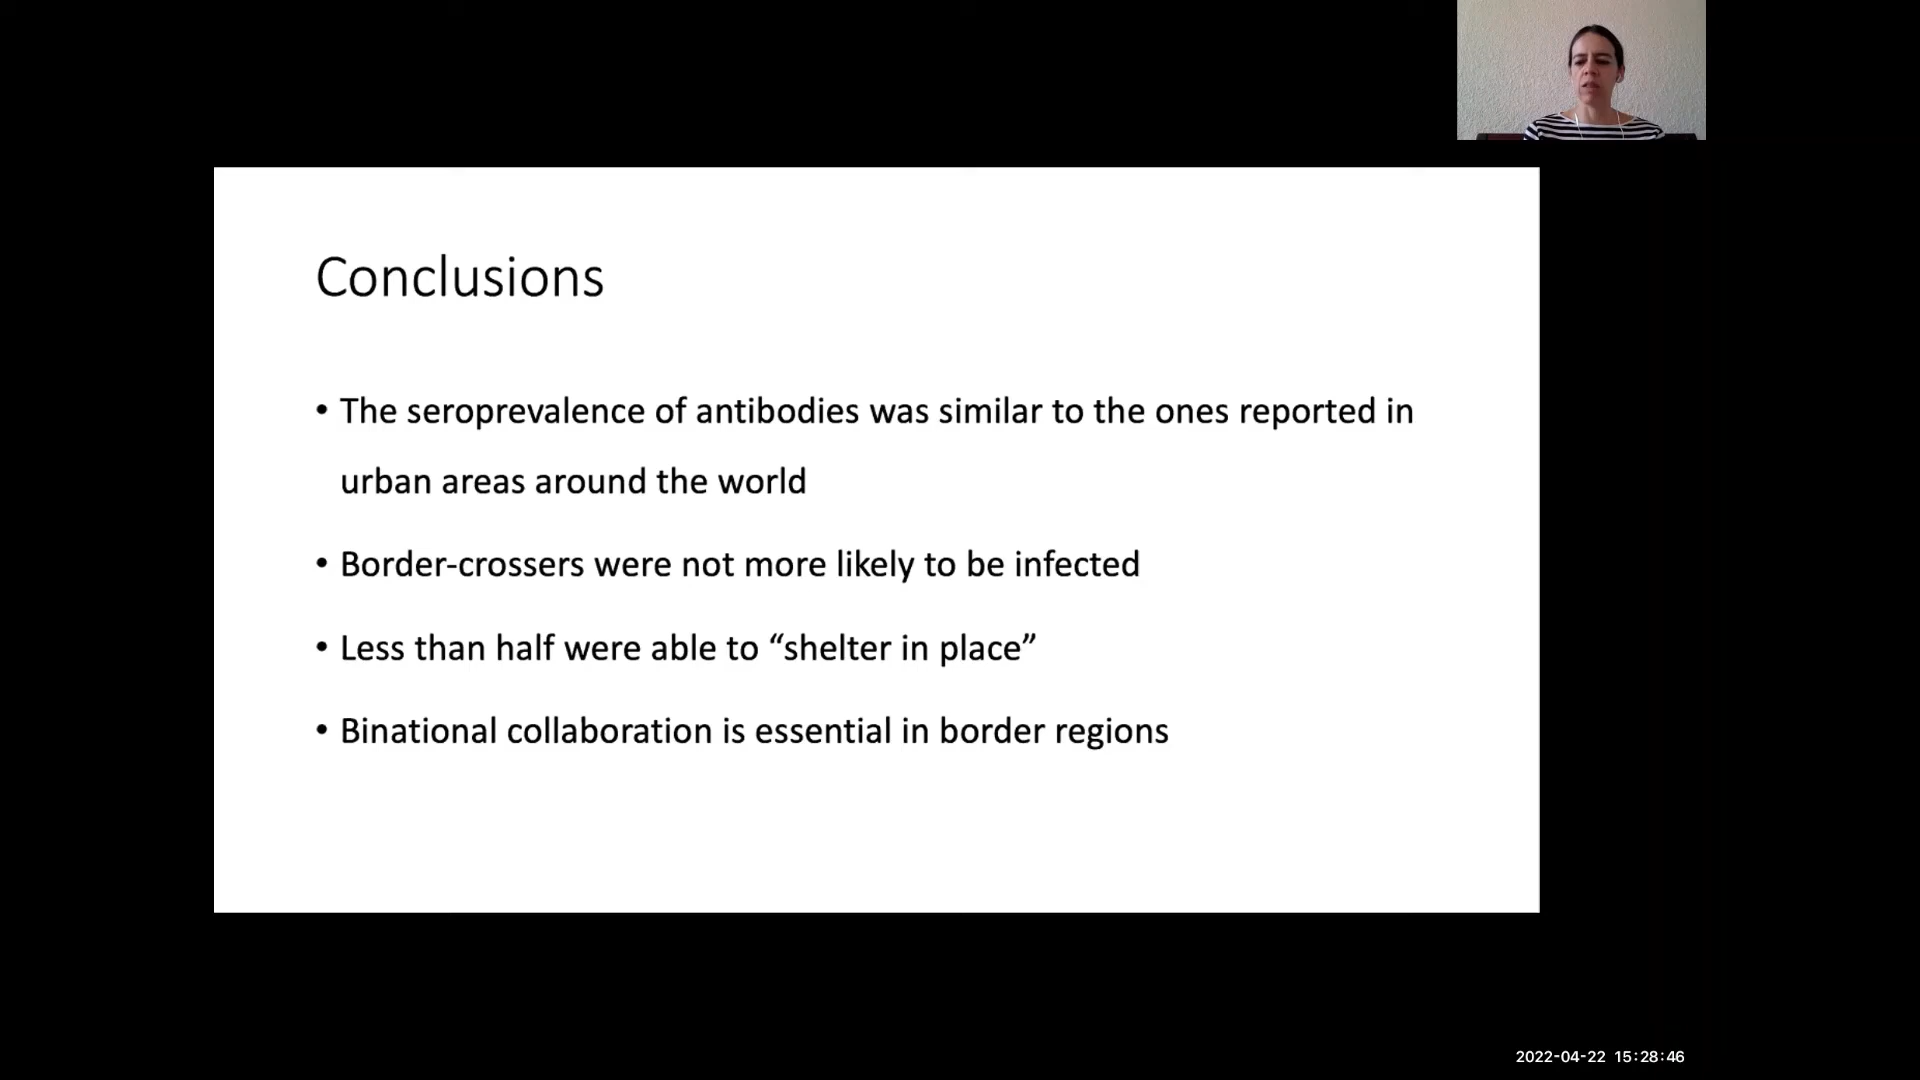 Conclusions
• The seroprevalence of antibodies was similar to the ones reported in
urban areas around the world
• Border-crossers were not more likely to be infected
• Less than half were able to “shelter in place”
• Binational collaboration is essential in border regions
2022-04-22 15:28:46